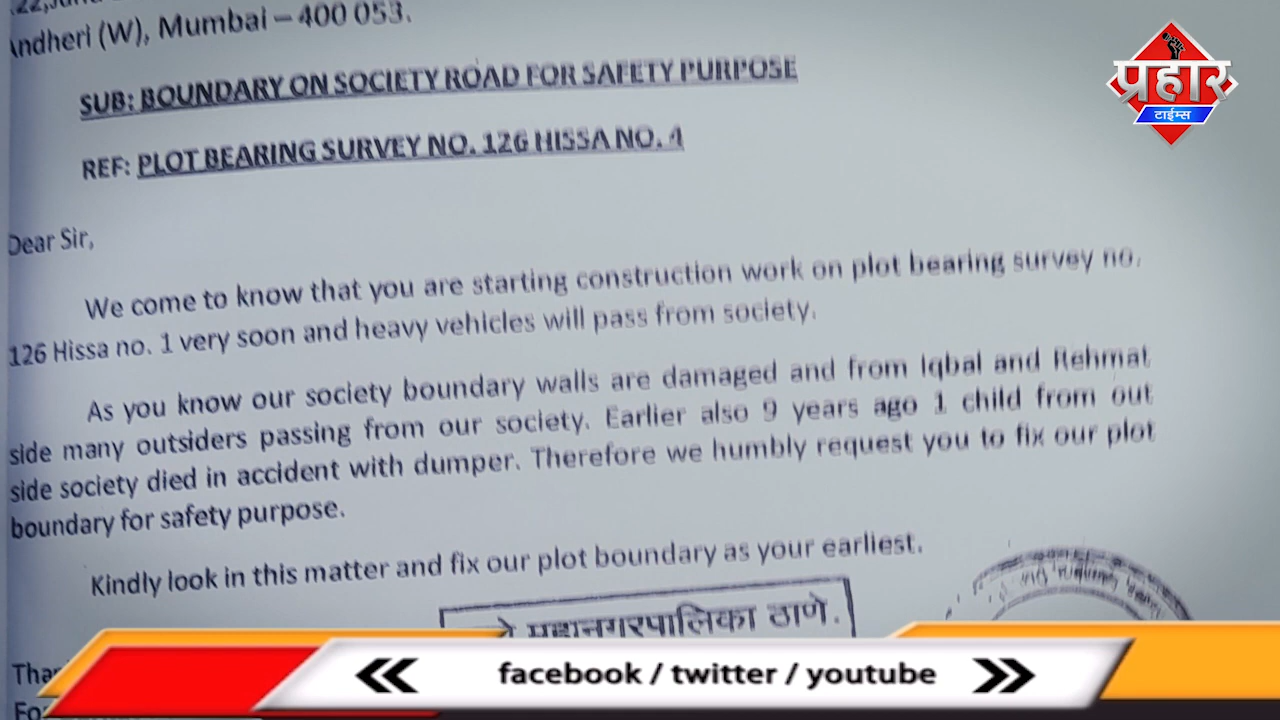 Andheri (W), Mumbai – 400 053.
SUB: BOUNDARY ON SOCIETY ROAD FOR SAFETY PURPOSE
REF: PLOT BEARING SURVEY NO. 126 HISSA NO. 4
Dear Sir,
We come to know that you are starting construction work on plot bearing survey no.
126 Hissa no. 1 very soon and heavy vehicles will pass from society.
As you know our society boundary walls are damaged and from Iqbal and Rehmat
side many outsiders passing from our society. Earlier also 9 years ago 1 child from out
side society died in accident with dumper. Therefore we humbly request you to fix our plot
boundary for safety purpose.
Kindly look in this matter and fix our plot boundary as your earliest.
महानगरपालिका ठाणे.
प्रहार
टाईम्स
facebook / twitter / youtube